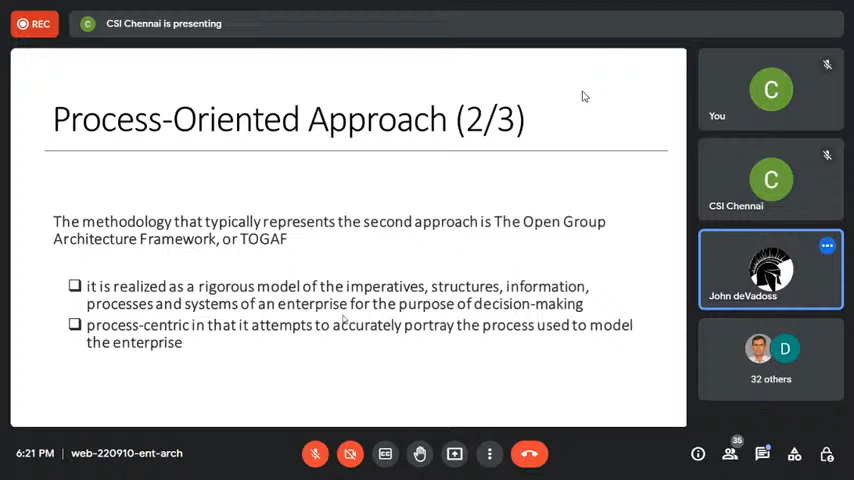 REC
C
CSI Chennai is presenting
Process-Oriented Approach (2/3)
The methodology that typically represents the second approach is The Open Group
Architecture Framework, or TOGAF
it is realized as a rigorous model of the imperatives, structures, information,
processes and systems of an enterprise for the purpose of decision-making
process-centric in that it attempts to accurately portray the process used to model
the enterprise
C
You
C
CSI Chennai
John deVadoss
D
32 others
6:21 PM | web-220910-ent-arch
CC
35